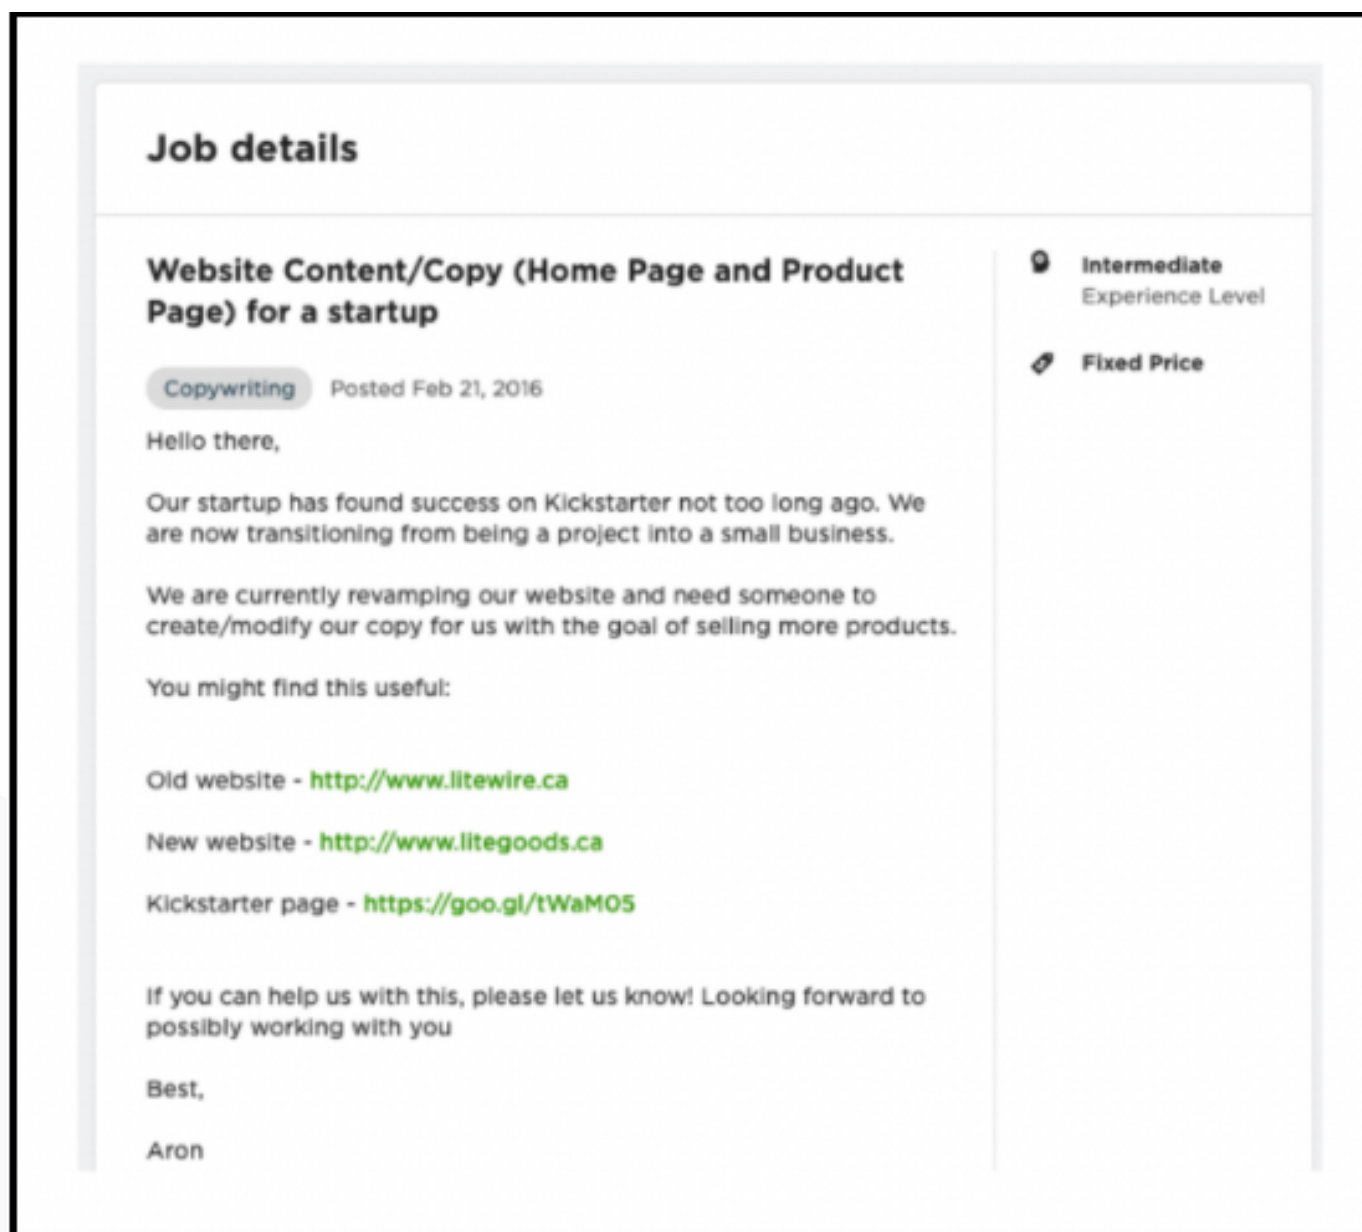 Job details
Website Content/Copy (Home Page and Product
Page) for a startup
Copywriting Posted Feb 21, 2016
Hello there,
Our startup has found success on Kickstarter not too long ago. We
are now transitioning from being a project into a small business.
We are currently revamping our website and need someone to
create/modify our copy for us with the goal of selling more products.
You might find this useful:
Old website - http://www.litewire.ca
New website - http://www.litegoods.ca
Kickstarter page - https://goo.gl/tWaM05
If you can help us with this, please let us know! Looking forward to
possibly working with you
Best,
Aron
Intermediate
Experience Level
Fixed Price